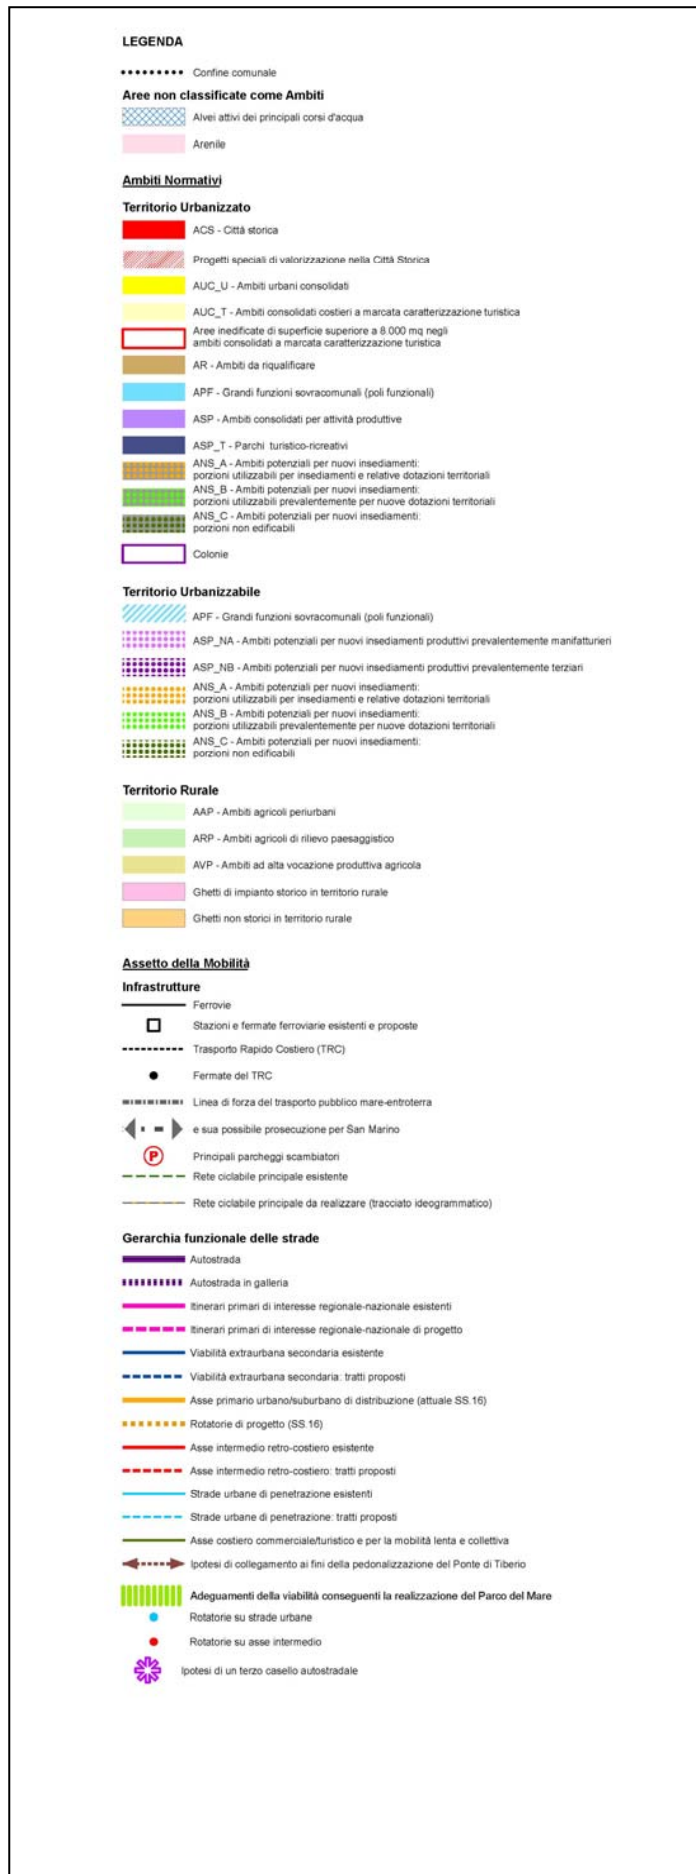 LEGENDA
Confine comunale
Aree non classificate come Ambiti
Alvei attivi dei principali corsi d'acqua
Arenile
Ambiti Normativi
Territorio Urbanizzato
ACS - Città storica
Progetti speciali di valorizzazione nella Città Storica
AUC_U - Ambiti urbani consolidati
AUC_T - Ambiti consolidati costieri a marcata caratterizzazione turistica
Aree inedificate di superficie superiore a 8.000 mq negli
ambiti consolidati a marcata caratterizzazione turistica
AR - Ambiti da riqualificare
APF - Grandi funzioni sovracomunali (poli funzionali)
ASP - Ambiti consolidati per attività produttive
ASP_T - Parchi turistico-ricreativi
ANS_A - Ambiti potenziali per nuovi insediamenti:
porzioni utilizzabili per insediamenti e relative dotazioni territoriali
ANS_B - Ambiti potenziali per nuovi insediamenti:
porzioni utilizzabili prevalentemente per nuove dotazioni territoriali
ANS_C - Ambiti potenziali per nuovi insediamenti:
porzioni non edificabili
Colonie
Territorio Urbanizzabile
APF - Grandi funzioni sovracomunali (poli funzionali)
ASP_NA - Ambiti potenziali per nuovi insediamenti produttivi prevalentemente manifatturieri
ASP_NB - Ambiti potenziali per nuovi insediamenti produttivi prevalentemente terziari
ANS_A - Ambiti potenziali per nuovi insediamenti:
porzioni utilizzabili per insediamenti e relative dotazioni territoriali
ANS_B - Ambiti potenziali per nuovi insediamenti:
porzioni utilizzabili prevalentemente per nuove dotazioni territoriali
ANS_C - Ambiti potenziali per nuovi insediamenti:
porzioni non edificabili
Territorio Rurale
AAP - Ambiti agricoli periurbani
ARP - Ambiti agricoli di rilievo paesaggistico
AVP - Ambiti ad alta vocazione produttiva agricola
Ghetti di impianto storico in territorio rurale
Ghetti non storici in territorio rurale
Assetto della Mobilità
Infrastrutture
Ferrovie
Stazioni e fermate ferroviarie esistenti e proposte
Trasporto Rapido Costiero (TRC)
Fermate del TRC
Linea di forza del trasporto pubblico mare-entroterra
e sua possibile prosecuzione per San Marino
P Principali parcheggi scambiatori
Rete ciclabile principale esistente
Rete ciclabile principale da realizzare (tracciato ideogrammatico)
Gerarchia funzionale delle strade
Autostrada
Autostrada in galleria
Itinerari primari di interesse regionale-nazionale esistenti
Itinerari primari di interesse regionale-nazionale di progetto
Viabilità extraurbana secondaria esistente
Viabilità extraurbana secondaria: tratti proposti
Asse primario urbano/suburbano di distribuzione (attuale SS.16)
Rotatorie di progetto (SS.16)
Asse intermedio retro-costiero esistente
Asse intermedio retro-costiero: tratti proposti
Strade urbane di penetrazione esistenti
Strade urbane di penetrazione: tratti proposti
Asse costiero commerciale/turistico e per la mobilità lenta e collettiva
Ipotesi di collegamento ai fini della pedonalizzazione del Ponte di Tiberio
Adeguamenti della viabilità conseguenti la realizzazione del Parco del Mare
Rotatorie su strade urbane
Rotatorie su asse intermedio
Ipotesi di un terzo casello autostradale